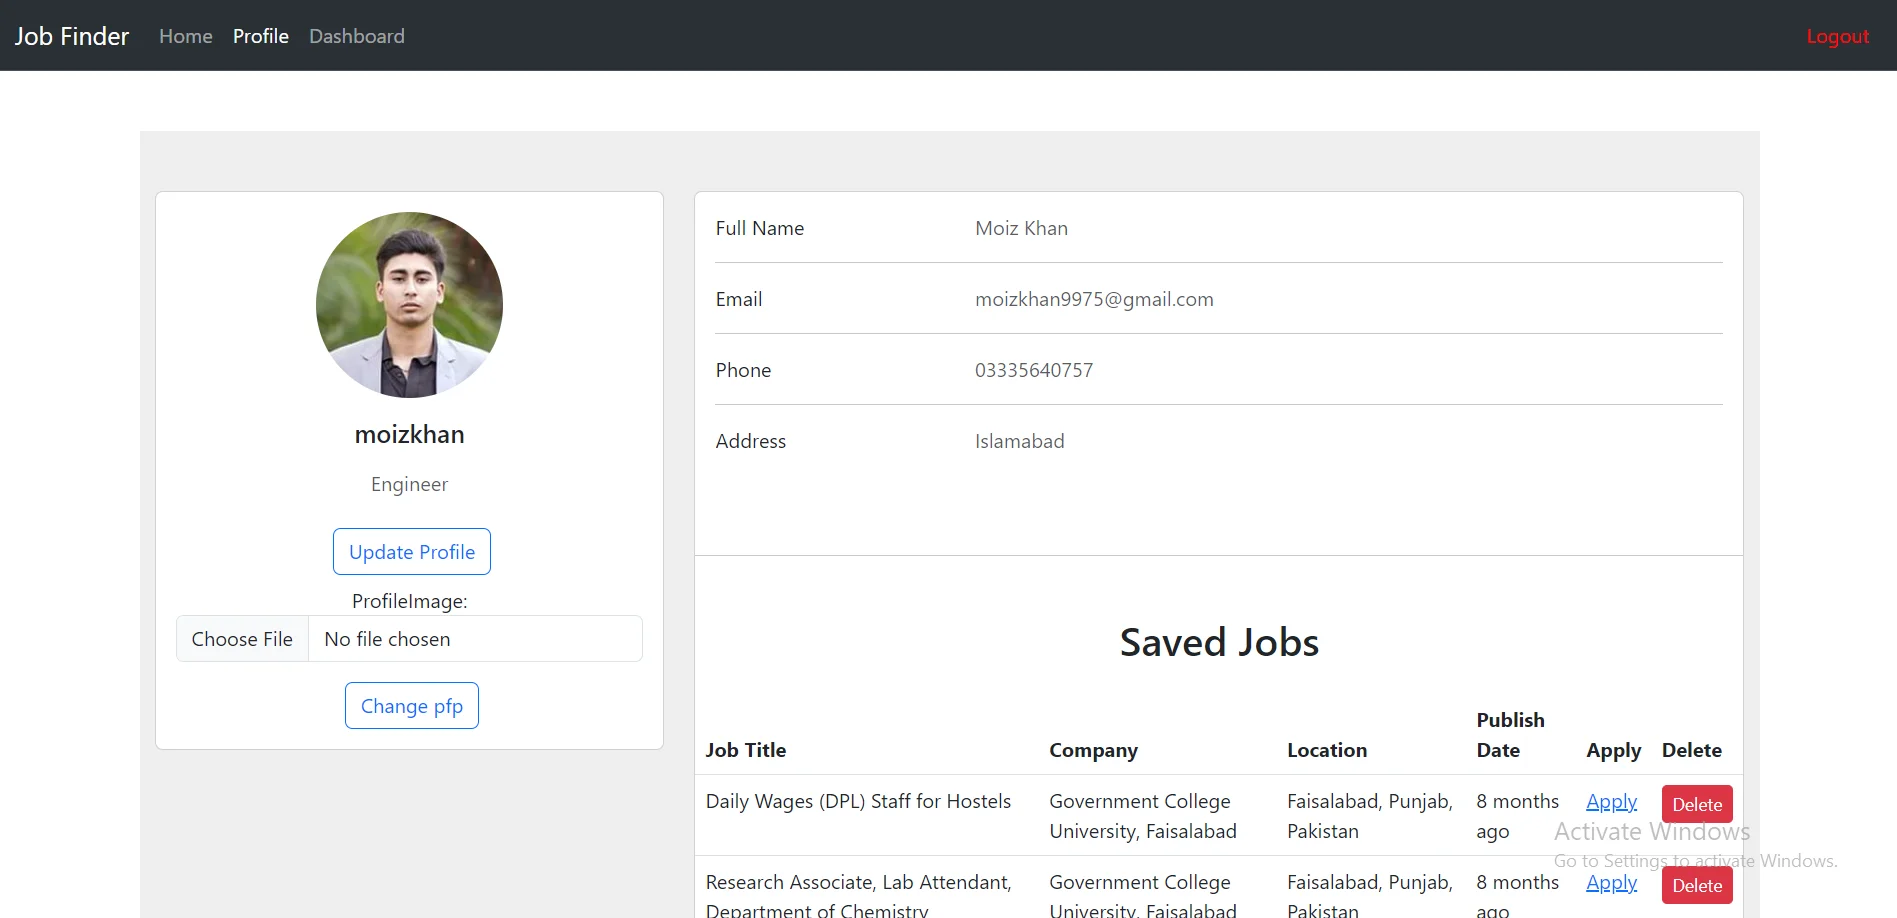 Job Finder Home Profile Dashboard Logout
moizkhan
Engineer
Update Profile
ProfileImage:
Choose File No file chosen
Change pfp
Full Name Moiz Khan
Email moizkhan9975@gmail.com
Phone 03335640757
Address Islamabad
Saved Jobs
Publish
Job Title Company Location Date Apply Delete
Daily Wages (DPL) Staff for Hostels Government College Faisalabad, Punjab, 8 months Apply Delete
University, Faisalabad Pakistan ago
Research Associate, Lab Attendant, Government College Faisalabad, Punjab, 8 months Apply Delete
Department of Chemistry University, Faisalabad Pakistan ago
Activate Windows
Go to Settings to activate Windows.